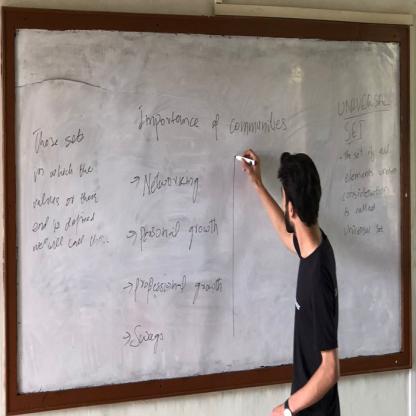 Importance of communities
Those sets
for which the
values or there
end is defined
we will call this..
→ Networking
→ personal growth
→ professional growth
→ Swags
UNIVERSAL
SET
→ the set of all
elements under
consideration
is called
universal set